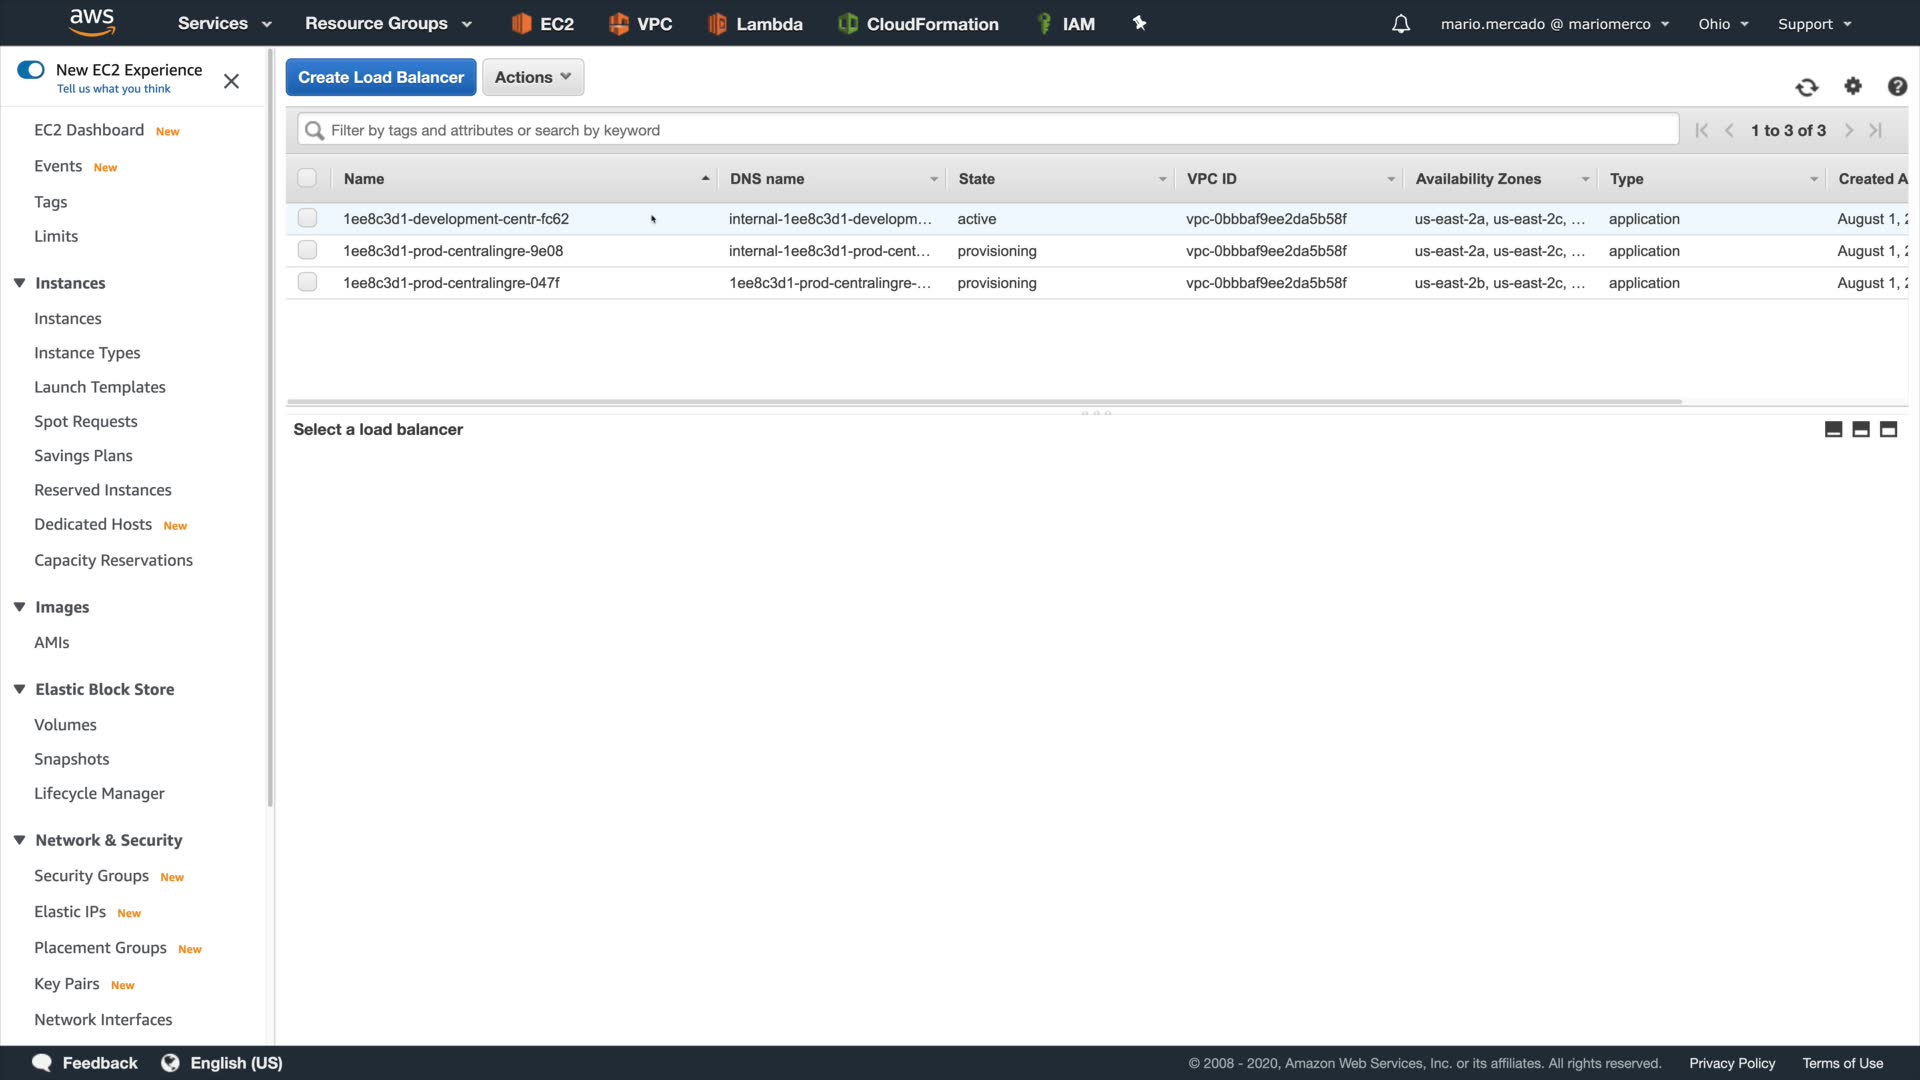 aws Services Resource Groups EC2 VPC Lambda CloudFormation IAM mario.mercado @ mariomerco Ohio Support
New EC2 Experience
Tell us what you think
EC2 Dashboard New
Events New
Tags
Limits
Instances
Instances
Instance Types
Launch Templates
Spot Requests
Savings Plans
Reserved Instances
Dedicated Hosts New
Capacity Reservations
Images
AMIs
Elastic Block Store
Volumes
Snapshots
Lifecycle Manager
Network & Security
Security Groups New
Elastic IPs New
Placement Groups New
Key Pairs New
Network Interfaces
Create Load Balancer Actions
Filter by tags and attributes or search by keyword 1 to 3 of 3
Name DNS name State VPC ID Availability Zones Type Created A
1ee8c3d1-development-centr-fc62 internal-1ee8c3d1-developm... active vpc-0bbbaf9ee2da5b58f us-east-2a, us-east-2c, ... application August 1, 2
1ee8c3d1-prod-centralingre-9e08 internal-1ee8c3d1-prod-cent... provisioning vpc-0bbbaf9ee2da5b58f us-east-2a, us-east-2c, ... application August 1, 2
1ee8c3d1-prod-centralingre-047f 1ee8c3d1-prod-centralingre-... provisioning vpc-0bbbaf9ee2da5b58f us-east-2b, us-east-2c, ... application August 1, 2
Select a load balancer
Feedback English (US) © 2008 - 2020, Amazon Web Services, Inc. or its affiliates. All rights reserved. Privacy Policy Terms of Use